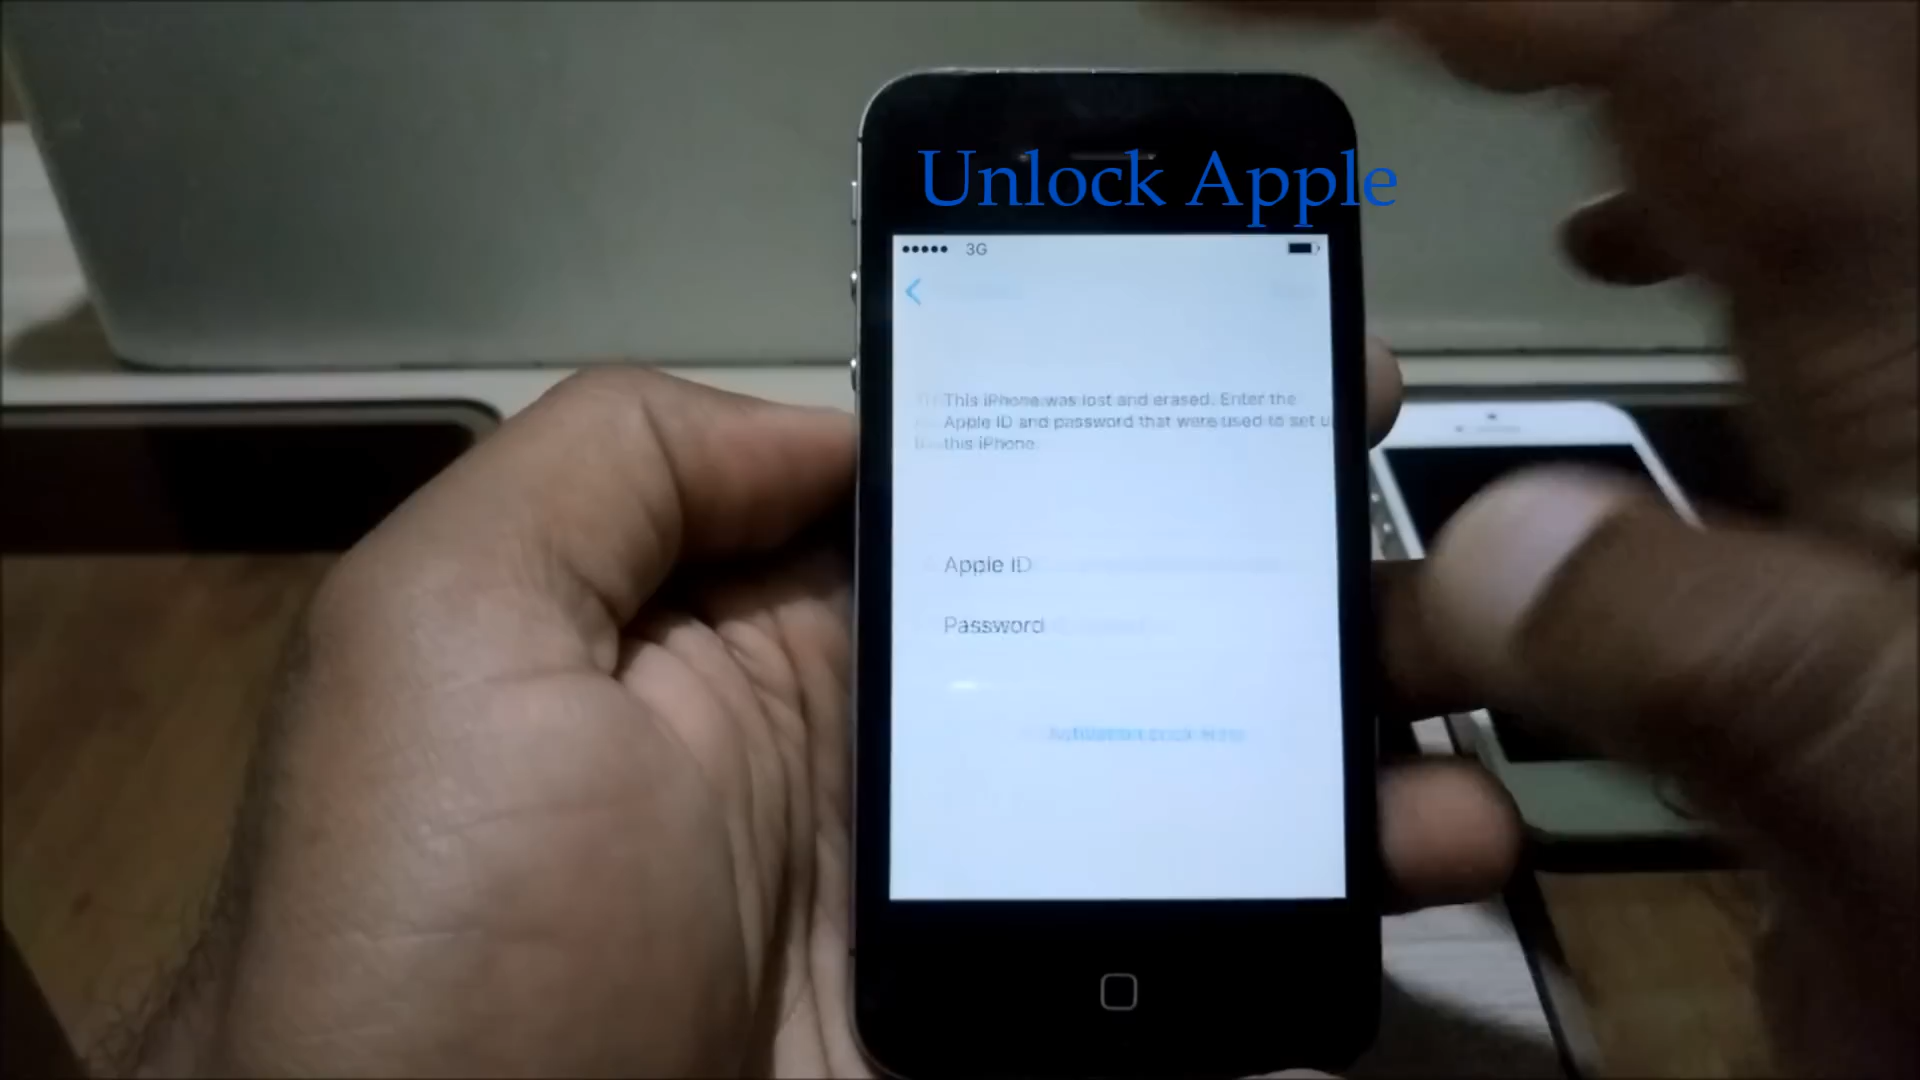 Unlock Apple
3G
This iPhone was lost and erased. Enter the
Apple ID and password that were used to set
this iPhone.
Apple ID
Password